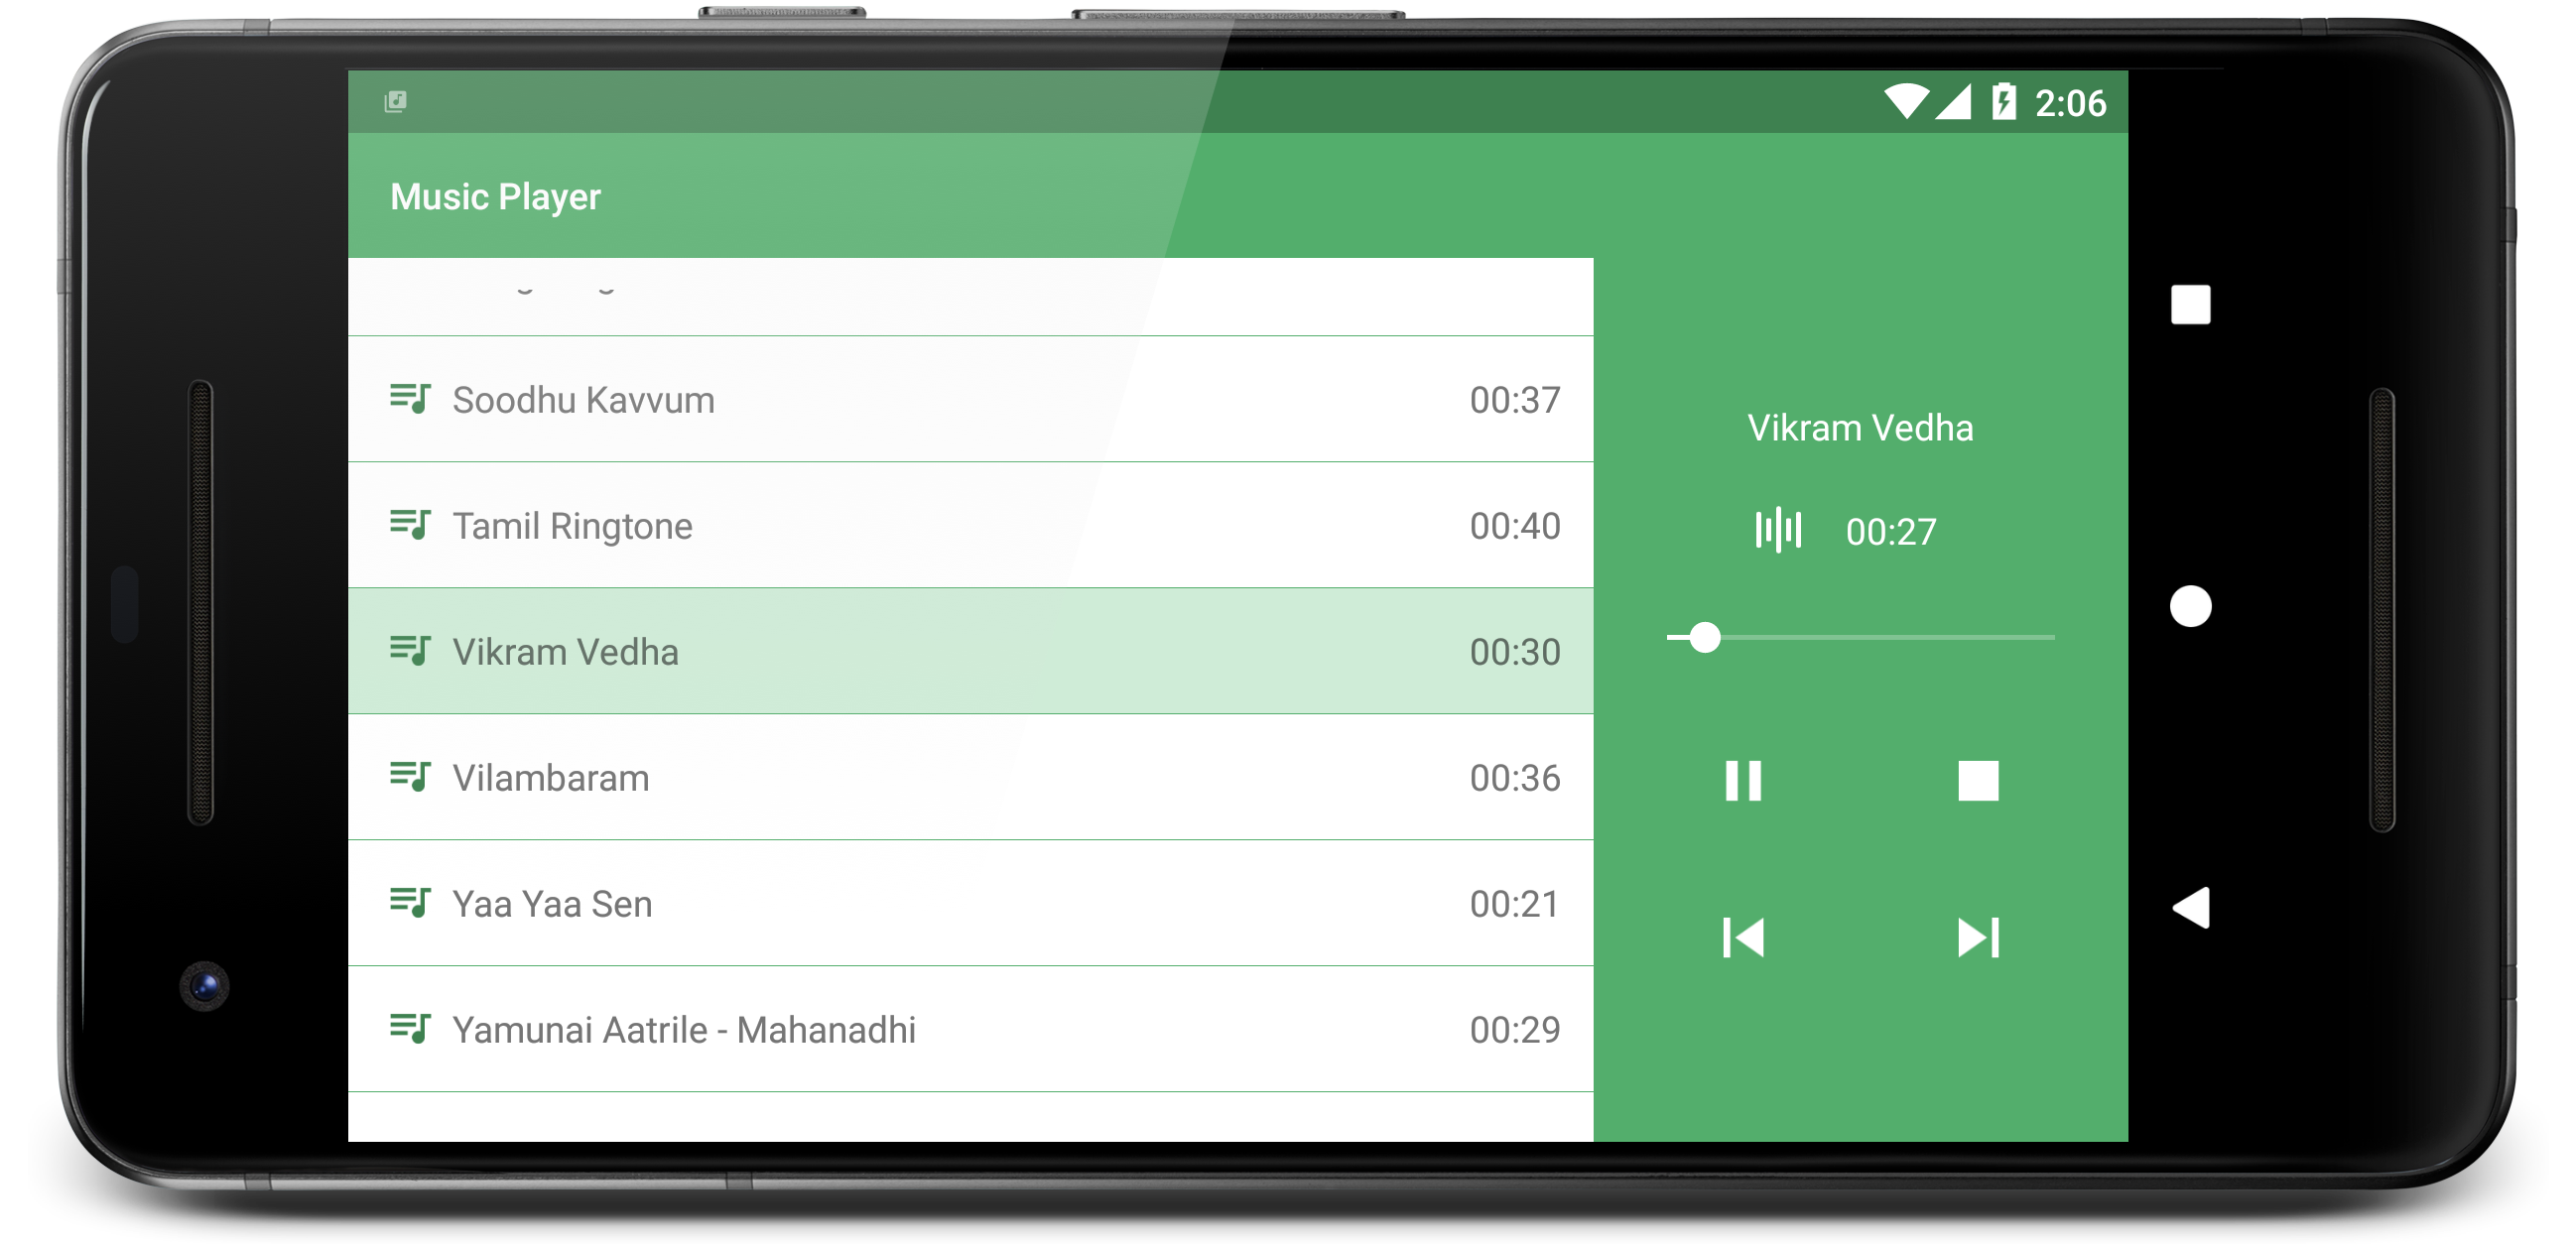 2:06
Music Player
Soodhu Kavvum 00:37
Tamil Ringtone 00:40
Vikram Vedha 00:30
Vilambaram 00:36
Yaa Yaa Sen 00:21
Yamunai Aatrile - Mahanadhi 00:29
Vikram Vedha
00:27